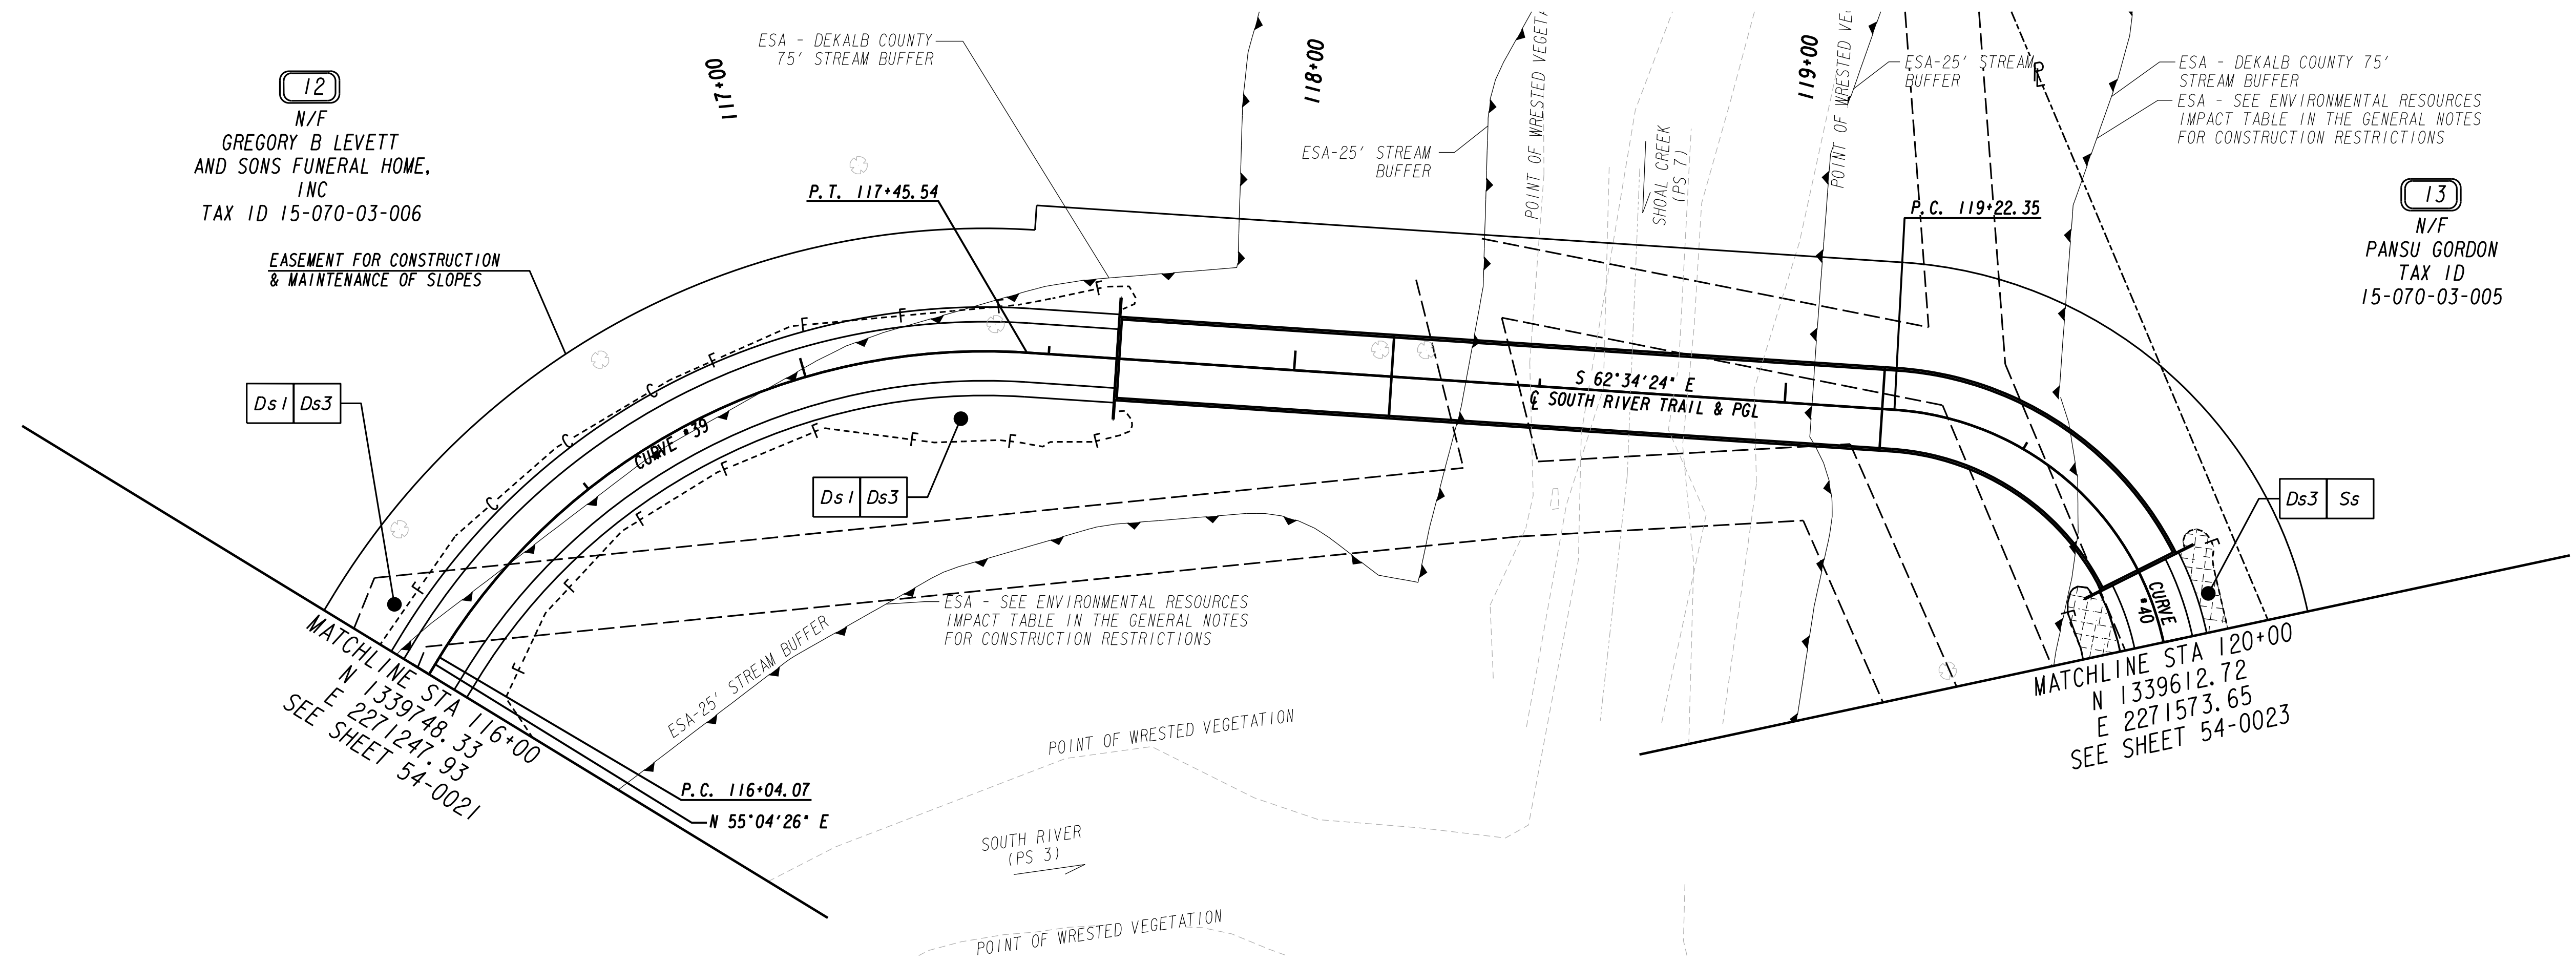 12
N/F
GREGORY B LEVETT
AND SONS FUNERAL HOME,
INC
TAX ID 15-070-03-006
EASEMENT FOR CONSTRUCTION
& MAINTENANCE OF SLOPES
Ds1 Ds3
117+00
ESA - DEKALB COUNTY
75' STREAM BUFFER
P.T. 117+45.54
118+00
ESA-25' STREAM
BUFFER
POINT OF WRESTED VEGETA
SHOAL CREEK
(PS 7)
119+00
POINT OF WRESTED VE
ESA-25' STREAM
BUFFER
P.C. 119+22.35
ESA - DEKALB COUNTY 75'
STREAM BUFFER
ESA - SEE ENVIRONMENTAL RESOURCES
IMPACT TABLE IN THE GENERAL NOTES
FOR CONSTRUCTION RESTRICTIONS
13
N/F
PANSU GORDON
TAX ID
15-070-03-005
CURVE #39
Ds1 Ds3
S 62°34'24" E
℄ SOUTH RIVER TRAIL & PGL
Ds3 Ss
CURVE
#40
MATCHLINE STA 116+00
N 1339748.33
E 2271247.93
SEE SHEET 54-0021
P.C. 116+04.07
N 55°04'26" E
ESA-25' STREAM BUFFER
ESA - SEE ENVIRONMENTAL RESOURCES
IMPACT TABLE IN THE GENERAL NOTES
FOR CONSTRUCTION RESTRICTIONS
POINT OF WRESTED VEGETATION
SOUTH RIVER
(PS 3)
POINT OF WRESTED VEGETATION
MATCHLINE STA 120+00
N 1339612.72
E 2271573.65
SEE SHEET 54-0023